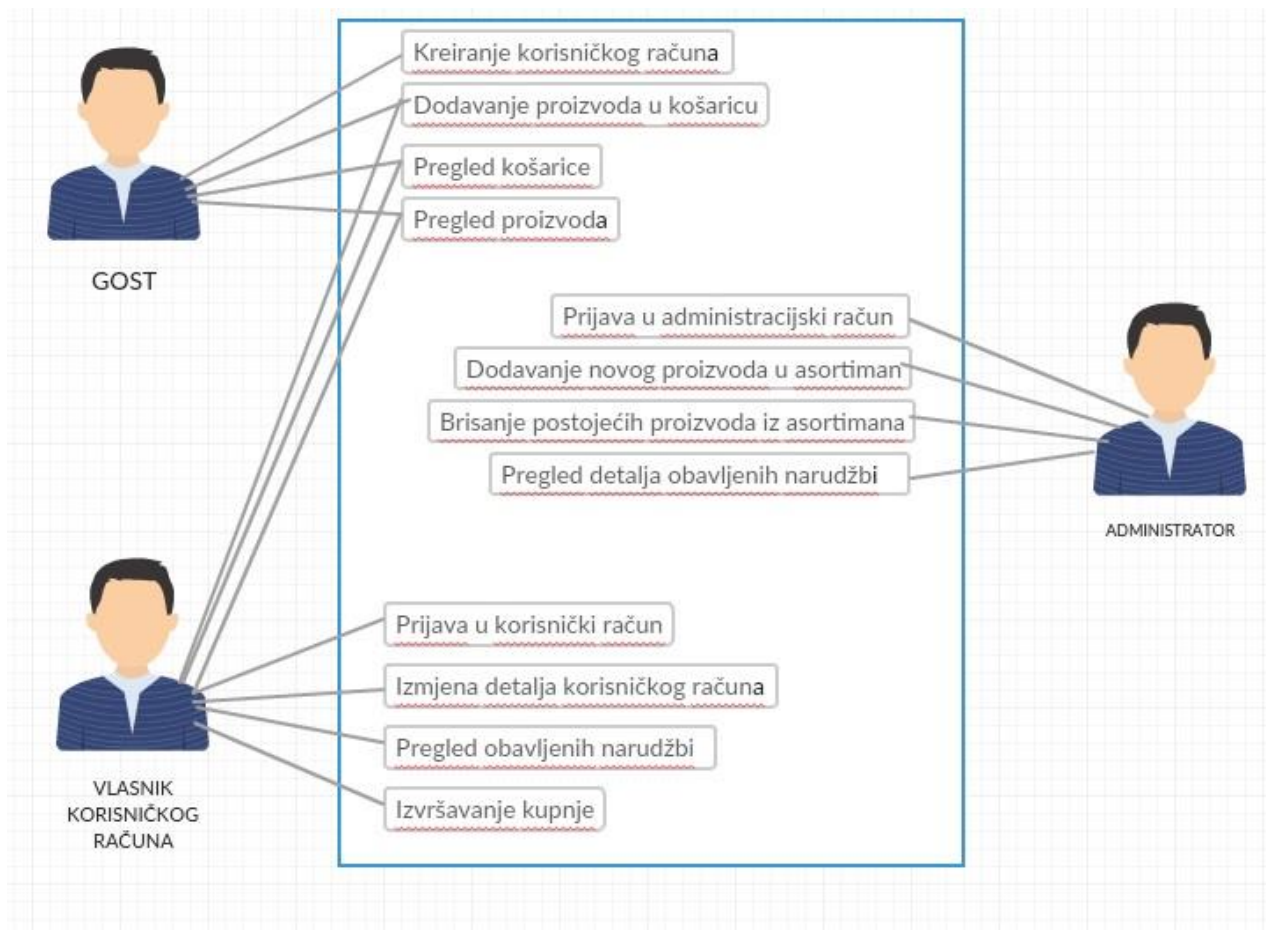 Kreiranje korisničkog računa
Dodavanje proizvoda u košaricu
Pregled košarice
Pregled proizvoda
GOST
Prijava u administracijski račun
Dodavanje novog proizvoda u asortiman
Brisanje postojećih proizvoda iz asortimana
Pregled detalja obavljenih narudžbi
ADMINISTRATOR
Prijava u korisnički račun
Izmjena detalja korisničkog računa
Pregled obavljenih narudžbi
Izvršavanje kupnje
VLASNIK
KORISNIČKOG
RAČUNA